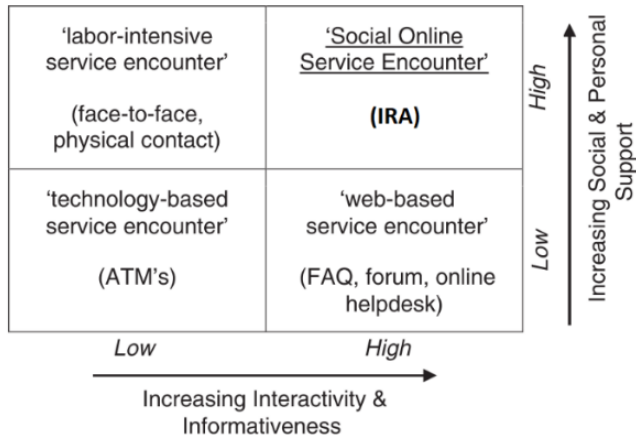 ‘labor-intensive
service encounter’
(face-to-face,
physical contact)
‘Social Online
Service Encounter’
(IRA)
High
‘technology-based
service encounter’
(ATM’s)
‘web-based
service encounter’
(FAQ, forum, online
helpdesk)
Low
Increasing Social & Personal
Support
Low
High
Increasing Interactivity &
Informativeness